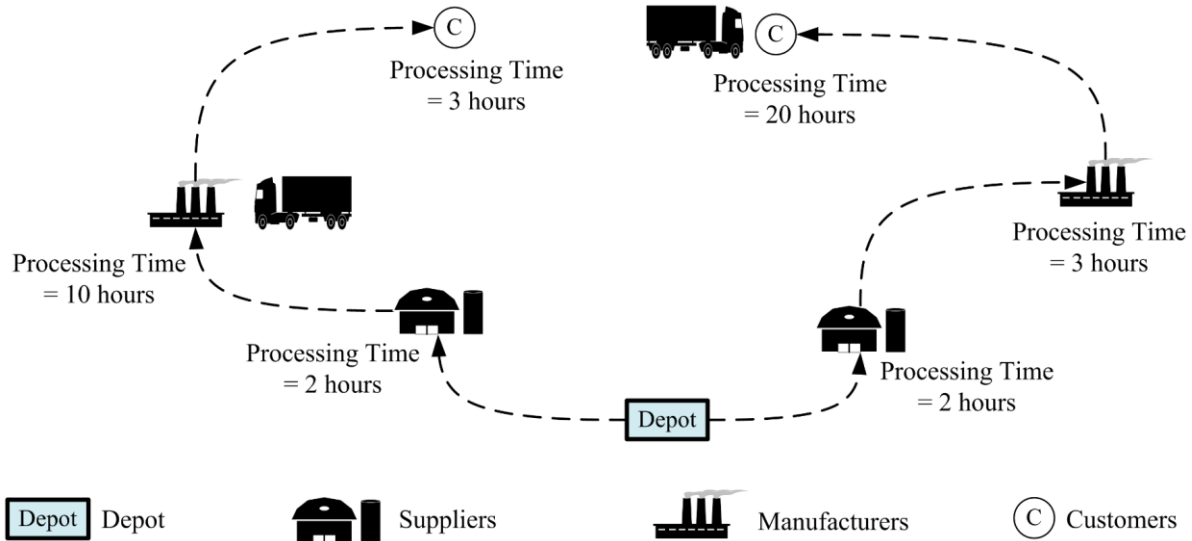 C
Processing Time
= 3 hours
C
Processing Time
= 20 hours
Processing Time
= 10 hours
Processing Time
= 3 hours
Processing Time
= 2 hours
Processing Time
= 2 hours
Depot
Depot Depot
Suppliers
Manufacturers
C Customers